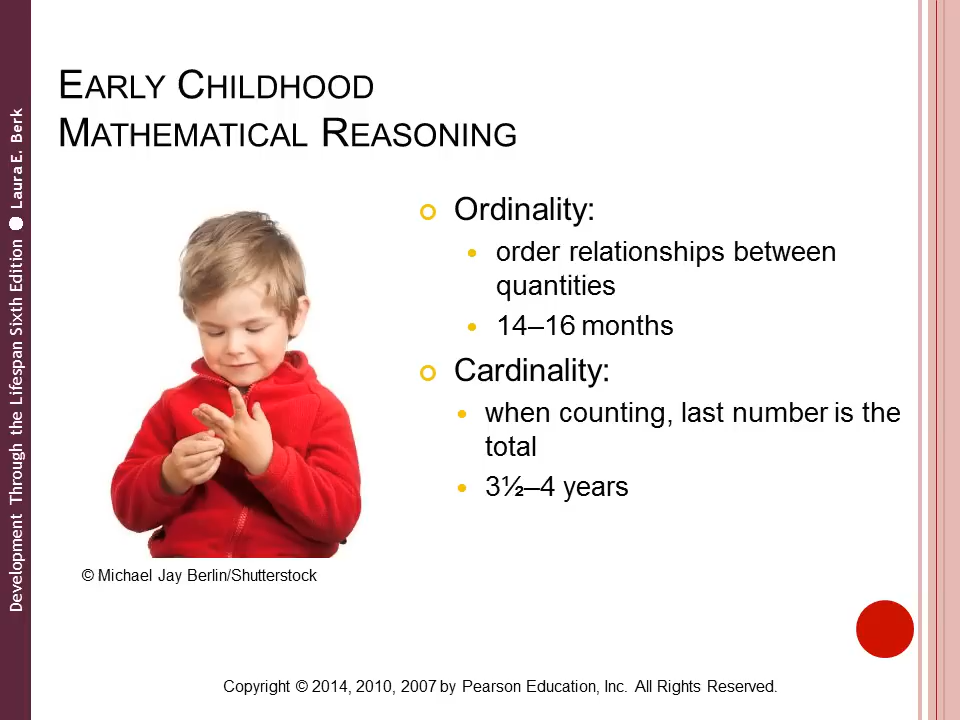 EARLY CHILDHOOD
MATHEMATICAL REASONING
Ordinality:
order relationships between
quantities
14–16 months
Cardinality:
when counting, last number is the
total
3½–4 years
© Michael Jay Berlin/Shutterstock
Development Through the Lifespan Sixth Edition ● Laura E. Berk
Copyright © 2014, 2010, 2007 by Pearson Education, Inc. All Rights Reserved.